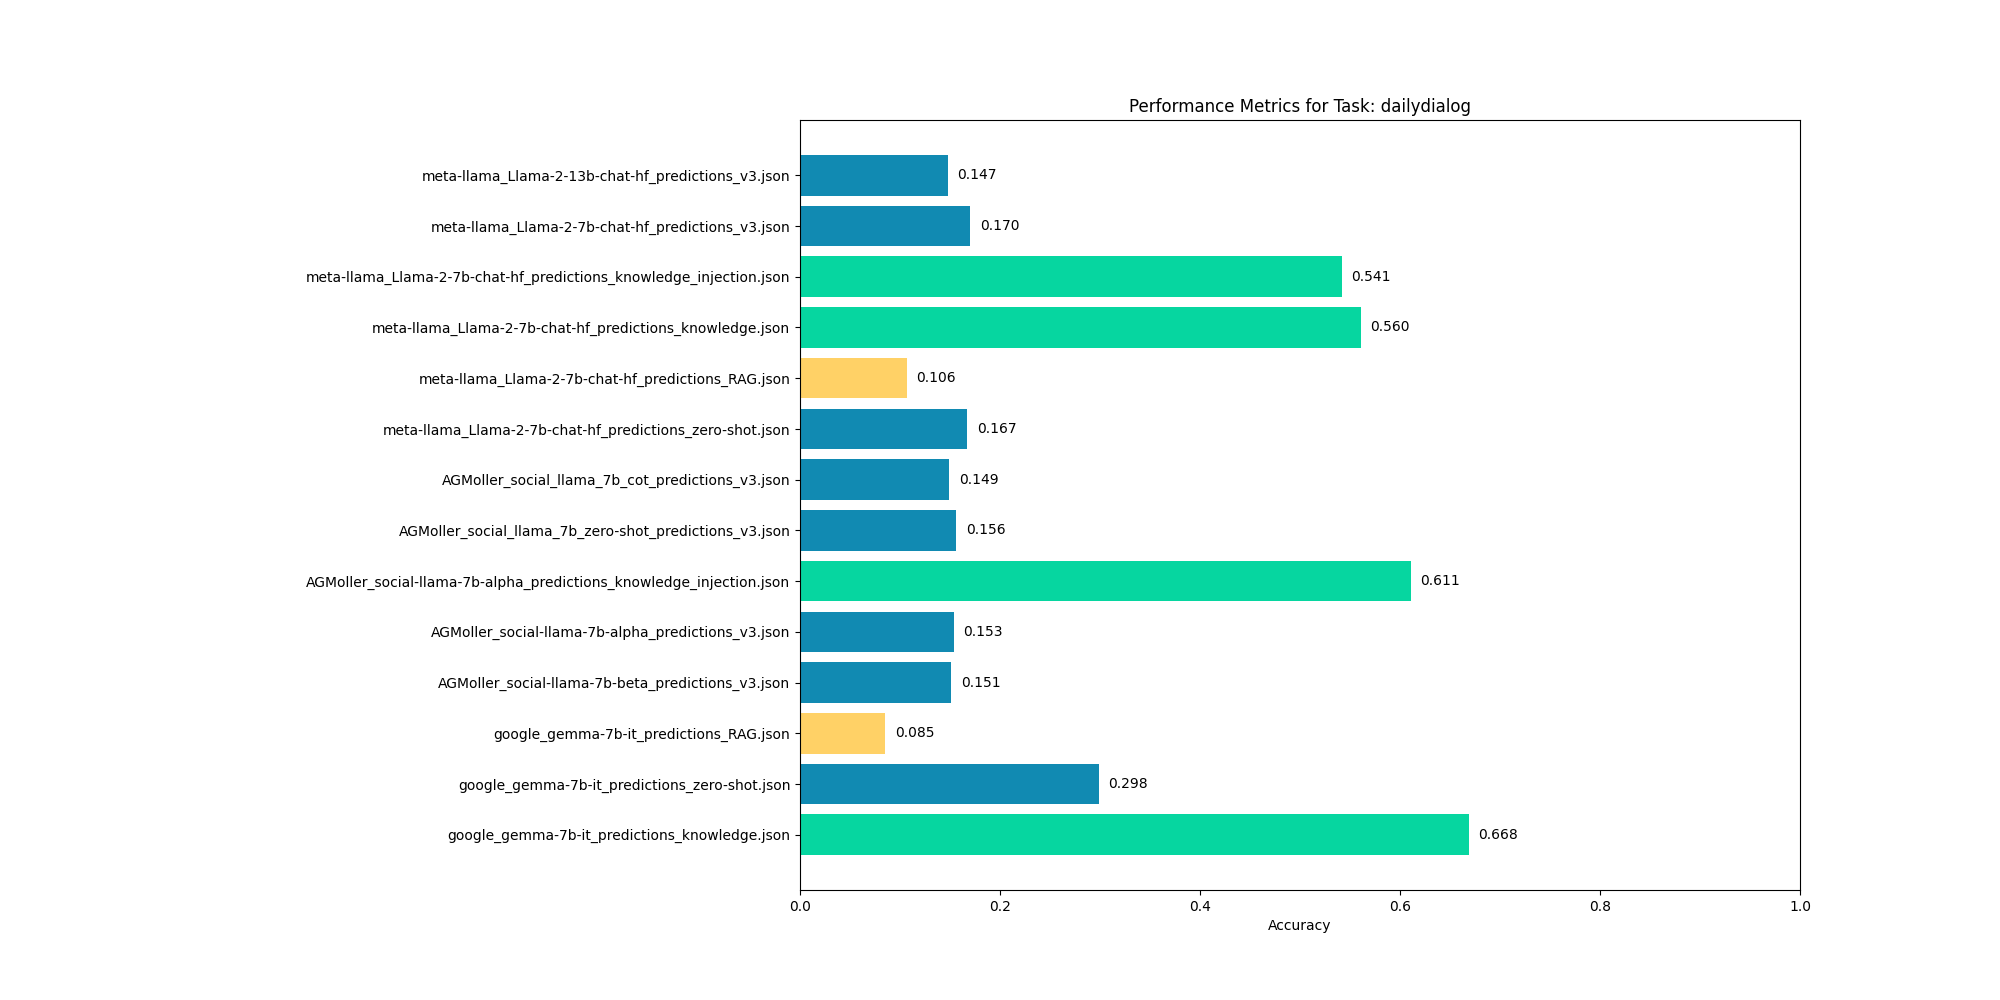 Performance Metrics for Task: dailydialog
meta-llama_Llama-2-13b-chat-hf_predictions_v3.json 0.147
meta-llama_Llama-2-7b-chat-hf_predictions_v3.json 0.170
meta-llama_Llama-2-7b-chat-hf_predictions_knowledge_injection.json 0.541
meta-llama_Llama-2-7b-chat-hf_predictions_knowledge.json 0.560
meta-llama_Llama-2-7b-chat-hf_predictions_RAG.json 0.106
meta-llama_Llama-2-7b-chat-hf_predictions_zero-shot.json 0.167
AGMoller_social_llama_7b_cot_predictions_v3.json 0.149
AGMoller_social_llama_7b_zero-shot_predictions_v3.json 0.156
AGMoller_social-llama-7b-alpha_predictions_knowledge_injection.json 0.611
AGMoller_social-llama-7b-alpha_predictions_v3.json 0.153
AGMoller_social-llama-7b-beta_predictions_v3.json 0.151
google_gemma-7b-it_predictions_RAG.json 0.085
google_gemma-7b-it_predictions_zero-shot.json 0.298
google_gemma-7b-it_predictions_knowledge.json 0.668
0.0 0.2 0.4 0.6 0.8 1.0
Accuracy